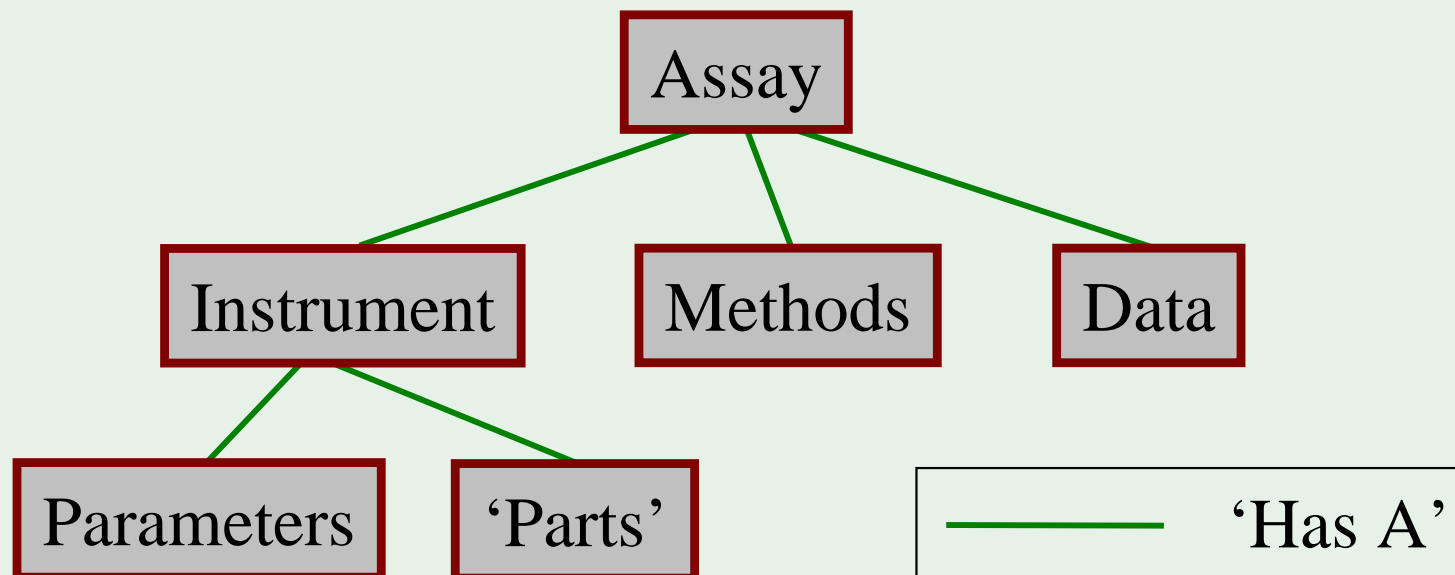 Assay
Instrument
Methods
Data
Parameters
‘Parts’
‘Has A’